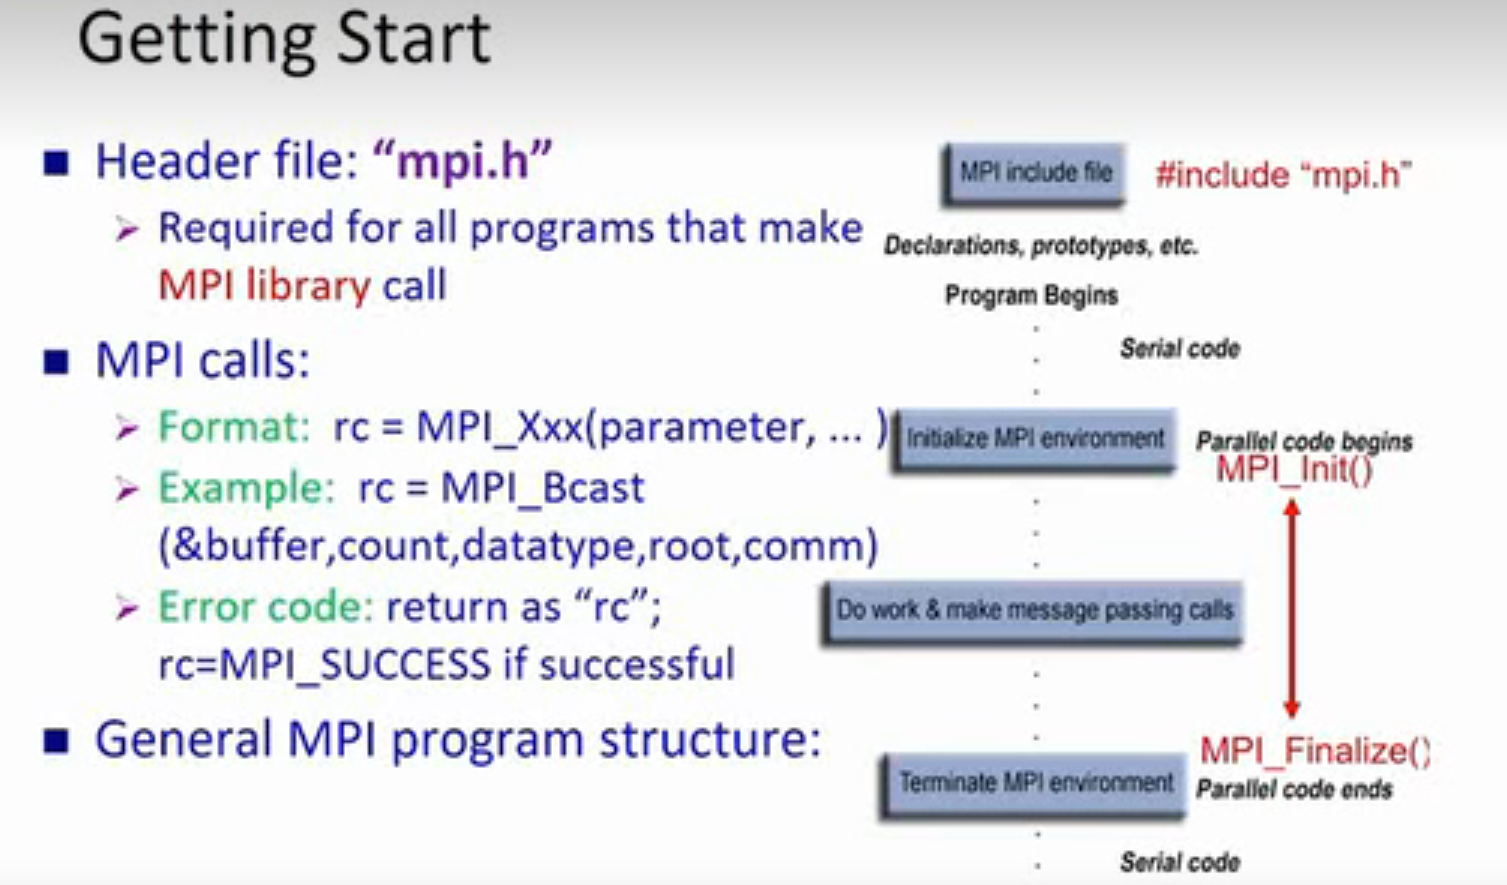 Getting Start
Header file: “mpi.h”
Required for all programs that make
MPI library call
MPI calls:
Format: rc = MPI_Xxx(parameter, ... )
Example: rc = MPI_Bcast
(&buffer,count,datatype,root,comm)
Error code: return as “rc”;
rc=MPI_SUCCESS if successful
General MPI program structure:
MPI include file
#include “mpi.h”
Declarations, prototypes, etc.
Program Begins
Serial code
Initialize MPI environment
Parallel code begins
MPI_Init()
Do work & make message passing calls
MPI_Finalize()
Terminate MPI environment
Parallel code ends
Serial code